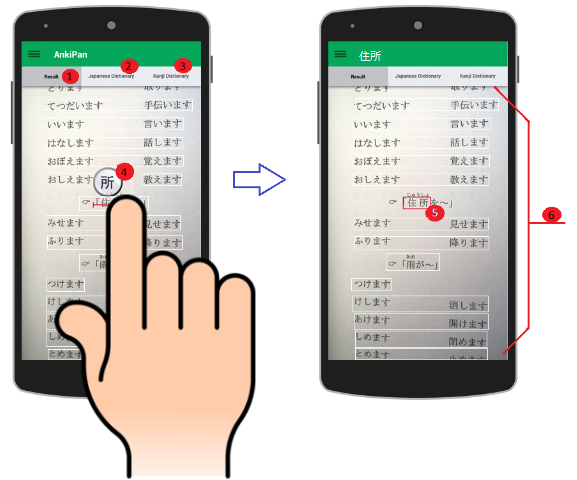 AnkiPan
Result 1 Japanese Dictionary 2 Kanji Dictionary 3
とります 取ります
てつだいます 手伝います
いいます 言います
はなします 話します
おぼえます 覚えます
おしえます 教えます
所 4
☞「住
みせます 見せます
ふります 降ります
あめ
☞「雨
つけます
けします
あけます
しめ
とめます
住所
Result Japanese Dictionary Kanji Dictionary
とります 取ります
てつだいます 手伝います
いいます 言います
はなします 話します
おぼえます 覚えます
おしえます 教えます
じゅうしょ
☞「住所を〜」
5
みせます 見せます
ふります 降ります
あめ
☞「雨が〜」
つけます
けします 消します
あけます 開けます
しめます 閉めます
とめます 止めます
6